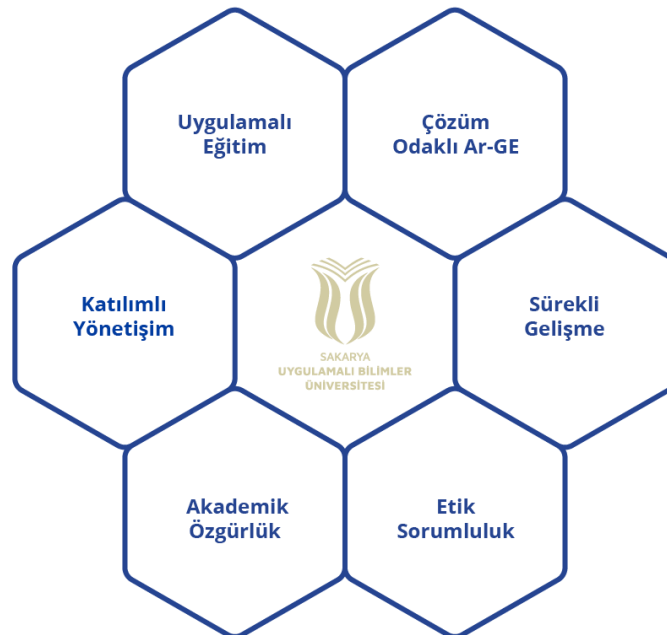 Uygulamalı
Eğitim
Çözüm
Odaklı Ar-GE
Katılımlı
Yönetişim
SAKARYA
UYGULAMALI BİLİMLER
ÜNİVERSİTESİ
Sürekli
Gelişme
Akademik
Özgürlük
Etik
Sorumluluk